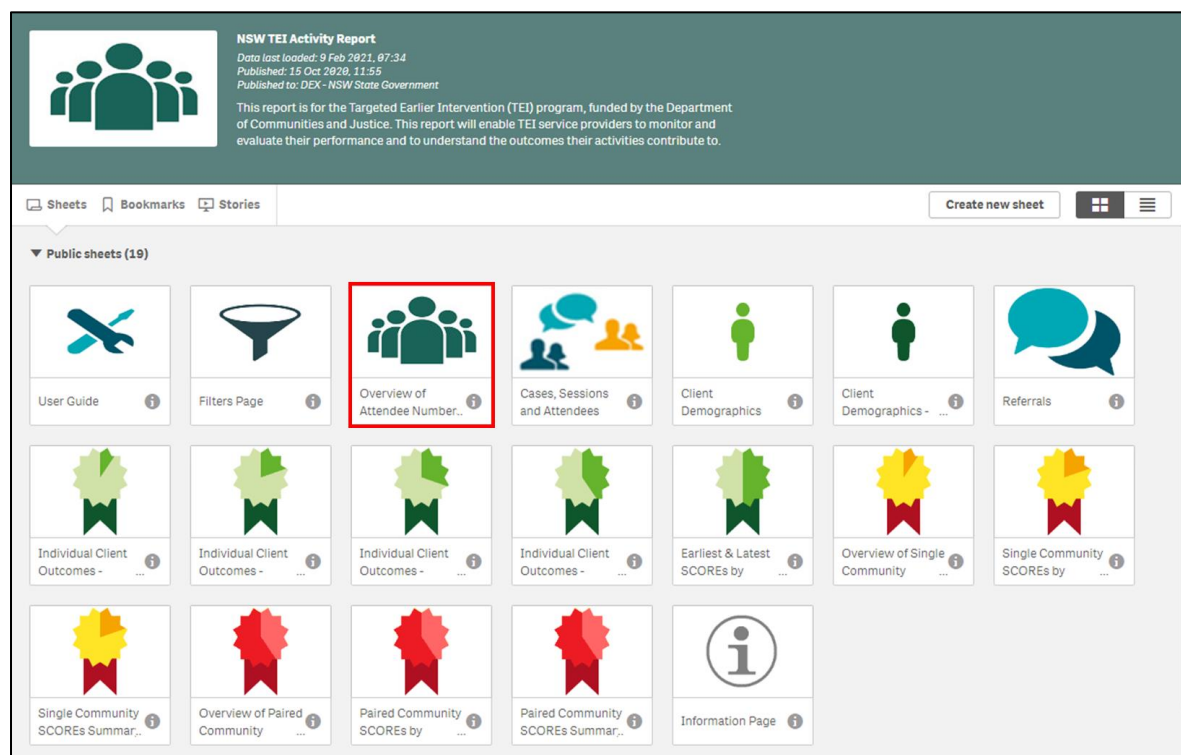 NSW TEI Activity Report
Data last loaded: 9 Feb 2021, 07:34
Published: 15 Oct 2020, 11:55
Published to: DEX - NSW State Government
This report is for the Targeted Earlier Intervention (TEI) program, funded by the Department
of Communities and Justice. This report will enable TEI service providers to monitor and
evaluate their performance and to understand the outcomes their activities contribute to.
Sheets Bookmarks Stories
Create new sheet
Public sheets (19)
User Guide
Filters Page
Overview of
Attendee Number...
Cases, Sessions
and Attendees
Client
Demographics
Client
Demographics - ...
Referrals
Individual Client
Outcomes - ...
Individual Client
Outcomes - ...
Individual Client
Outcomes - ...
Individual Client
Outcomes - ...
Earliest & Latest
SCOREs by ...
Overview of Single
Community ...
Single Community
SCOREs by ...
Single Community
SCOREs Summar...
Overview of Paired
Community ...
Paired Community
SCOREs by ...
Paired Community
SCOREs Summar...
Information Page